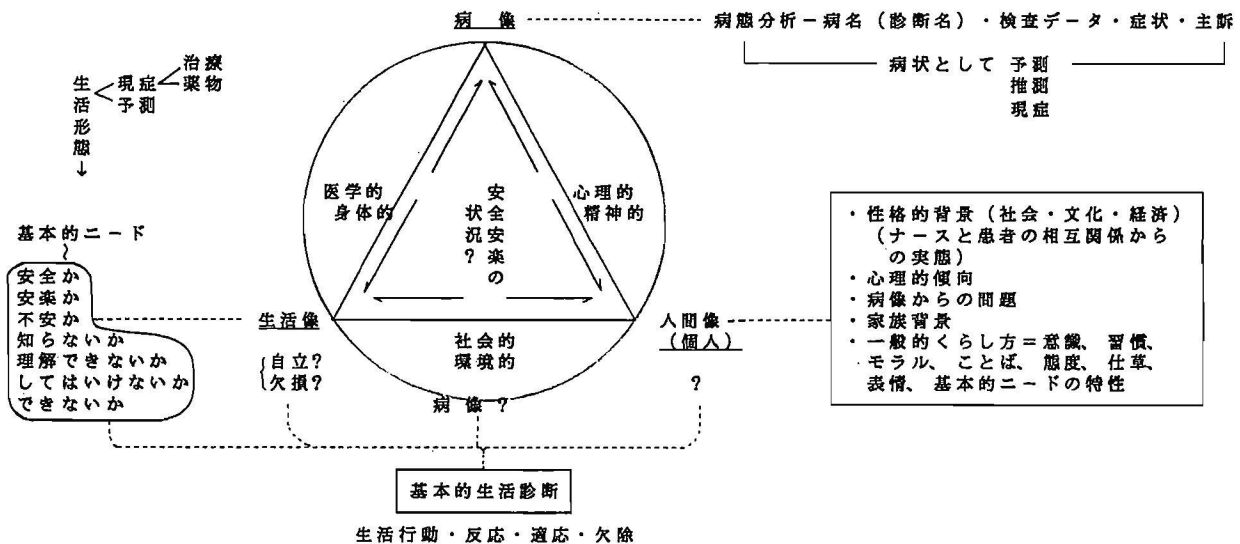 病像
病態分析－病名（診断名）・検査データ・症状・主訴
病状として 予測
推測
現症
生活形態
↓
現症
予測
治療
薬物
医学的
身体的
心理的
精神的
安全安楽の
状況？
社会的
環境的
基本的ニード
安全か
安楽か
不安か
知らないか
理解できないか
してはいけないか
できないか
生活像
自立？
欠損？
病像？
人間像
（個人）
？
・性格的背景（社会・文化・経済）
（ナースと患者の相互関係から
の実態）
・心理的傾向
・病像からの問題
・家族背景
・一般的くらし方＝意識、習慣、
モラル、ことば、態度、仕草、
表情、基本的ニードの特性
基本的生活診断
生活行動・反応・適応・欠除